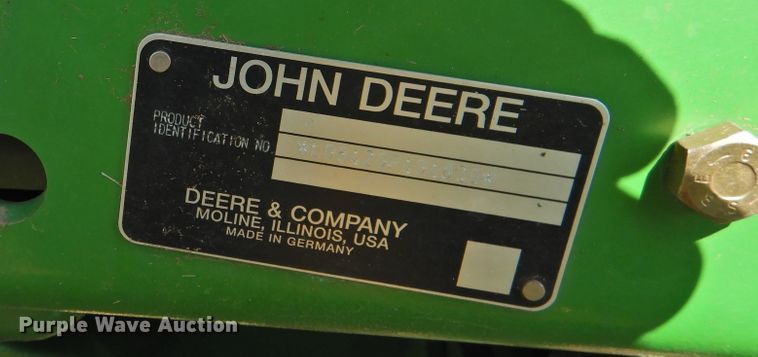 JOHN DEERE
PRODUCT
IDENTIFICATION NO
DEERE & COMPANY
MOLINE, ILLINOIS, USA
MADE IN GERMANY
Purple Wave Auction